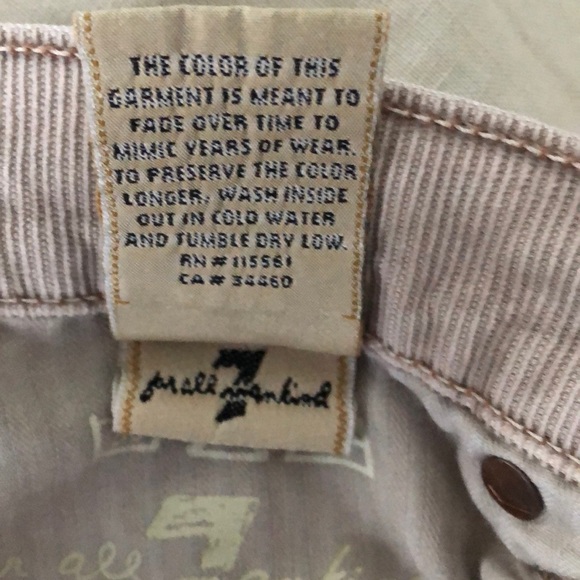 THE COLOR OF THIS
GARMENT IS MEANT TO
FADE OVER TIME TO
MIMIC YEARS OF WEAR.
TO PRESERVE THE COLOR
LONGER, WASH INSIDE
OUT IN COLD WATER
AND TUMBLE DRY LOW.
RN # 115561
CA # 34460
7
for all mankind
7
all